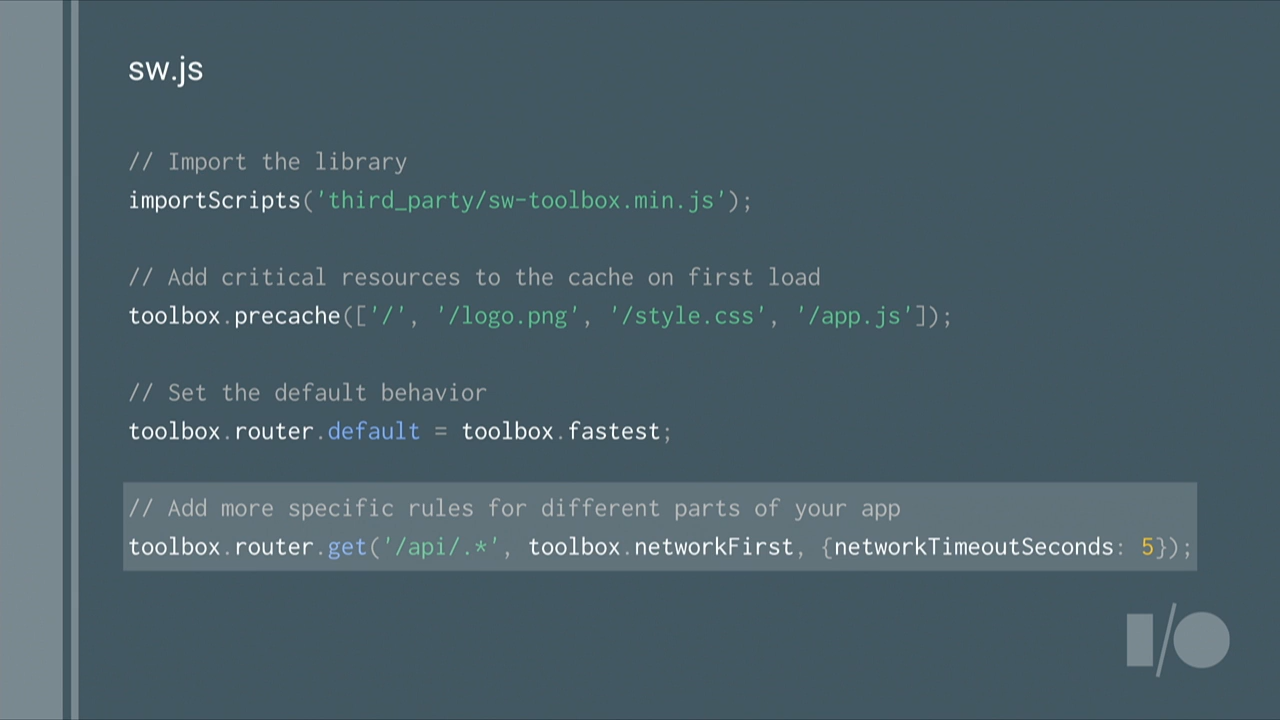 sw.js
// Import the library
importScripts('third_party/sw-toolbox.min.js');
// Add critical resources to the cache on first load
toolbox.precache(['/', '/logo.png', '/style.css', '/app.js']);
// Set the default behavior
toolbox.router.default = toolbox.fastest;
// Add more specific rules for different parts of your app
toolbox.router.get('/api/.*', toolbox.networkFirst, {networkTimeoutSeconds: 5});
I/O